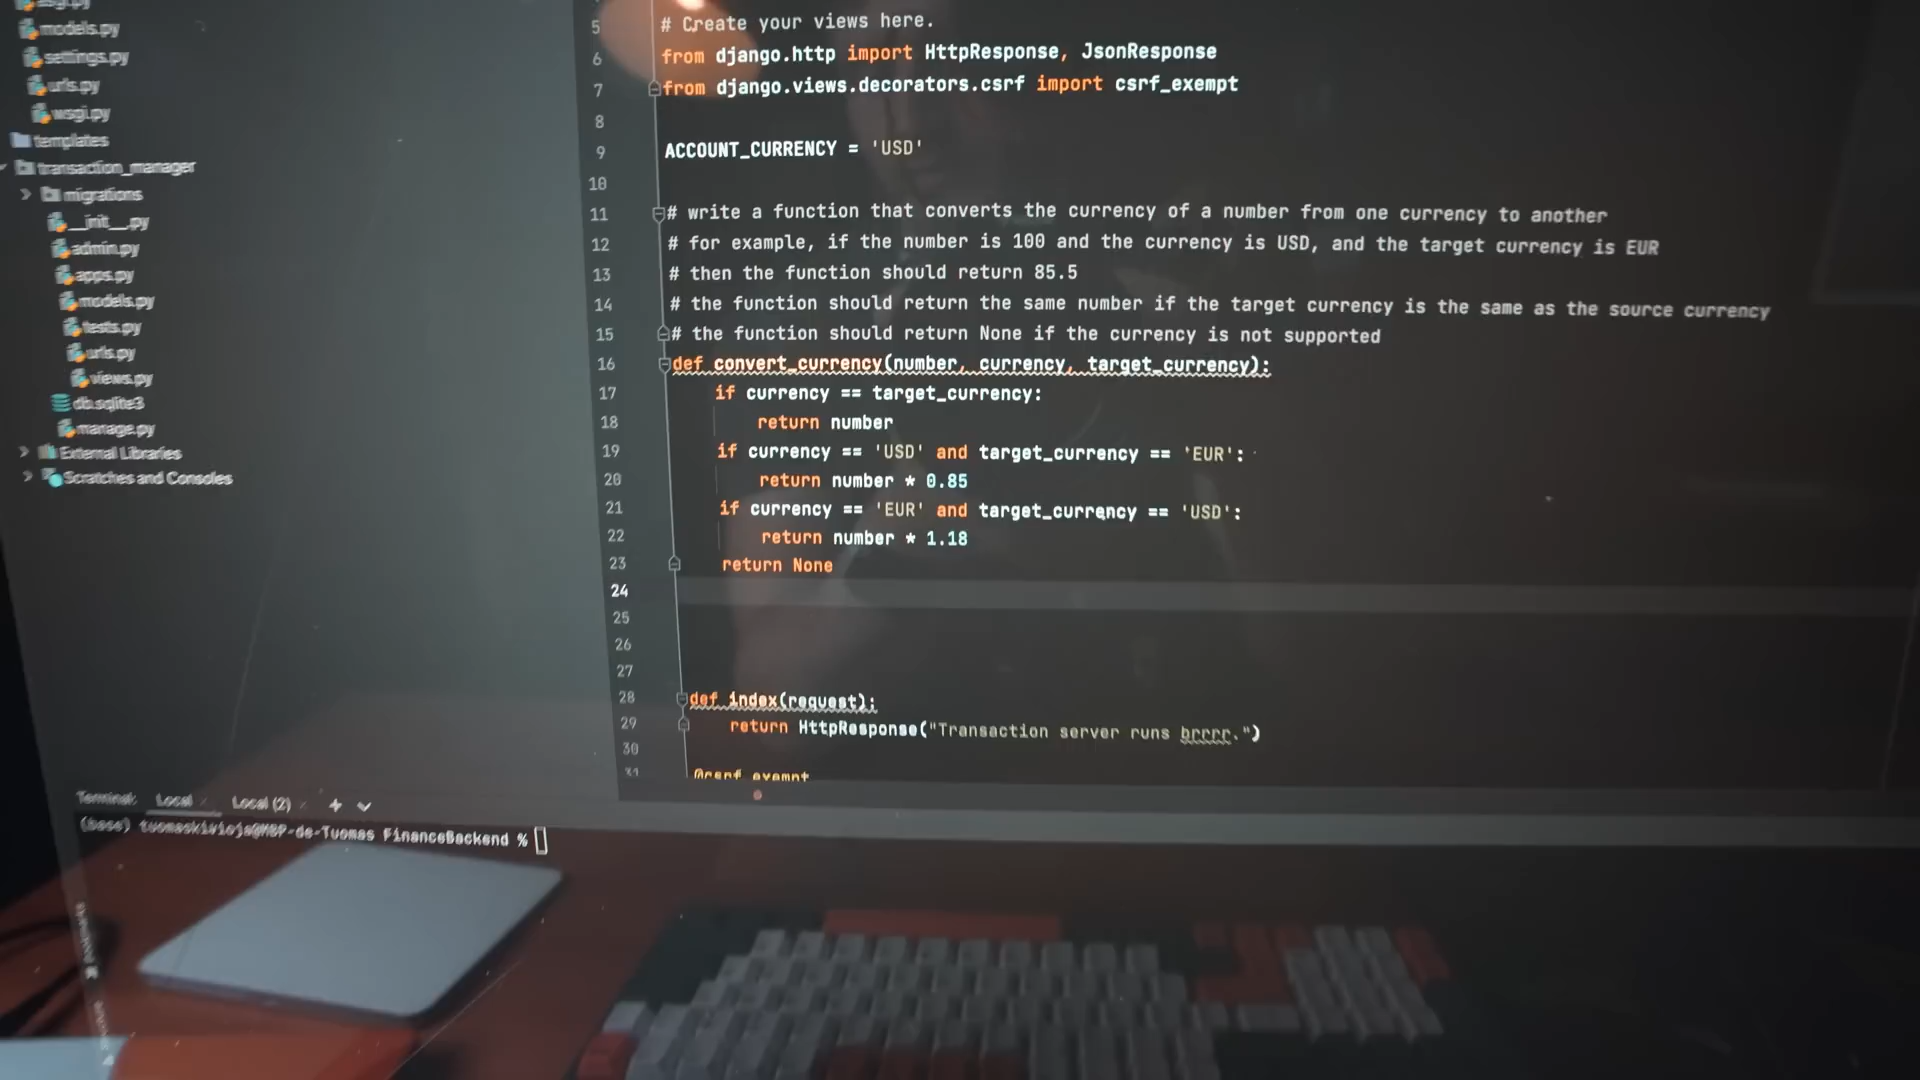 models.py
settings.py
urls.py
wsgi.py
templates
transaction_manager
migrations
__init__.py
admin.py
apps.py
models.py
tests.py
urls.py
views.py
db.sqlite3
manage.py
External Libraries
Scratches and Consoles
5 # Create your views here.
6 from django.http import HttpResponse, JsonResponse
7 from django.views.decorators.csrf import csrf_exempt
8
9 ACCOUNT_CURRENCY = 'USD'
10
11 # write a function that converts the currency of a number from one currency to another
12 # for example, if the number is 100 and the currency is USD, and the target currency is EUR
13 # then the function should return 85.5
14 # the function should return the same number if the target currency is the same as the source currency
15 # the function should return None if the currency is not supported
16 def convert_currency(number, currency, target_currency):
17 if currency == target_currency:
18 return number
19 if currency == 'USD' and target_currency == 'EUR':
20 return number * 0.85
21 if currency == 'EUR' and target_currency == 'USD':
22 return number * 1.18
23 return None
24
25
26
27
28 def index(request):
29 return HttpResponse("Transaction server runs brrrr.")
30
31 @csrf_exempt
Terminal: Local × Local (2) × +
(base) tuomaskivioja@MBP-de-Tuomas FinanceBackend %